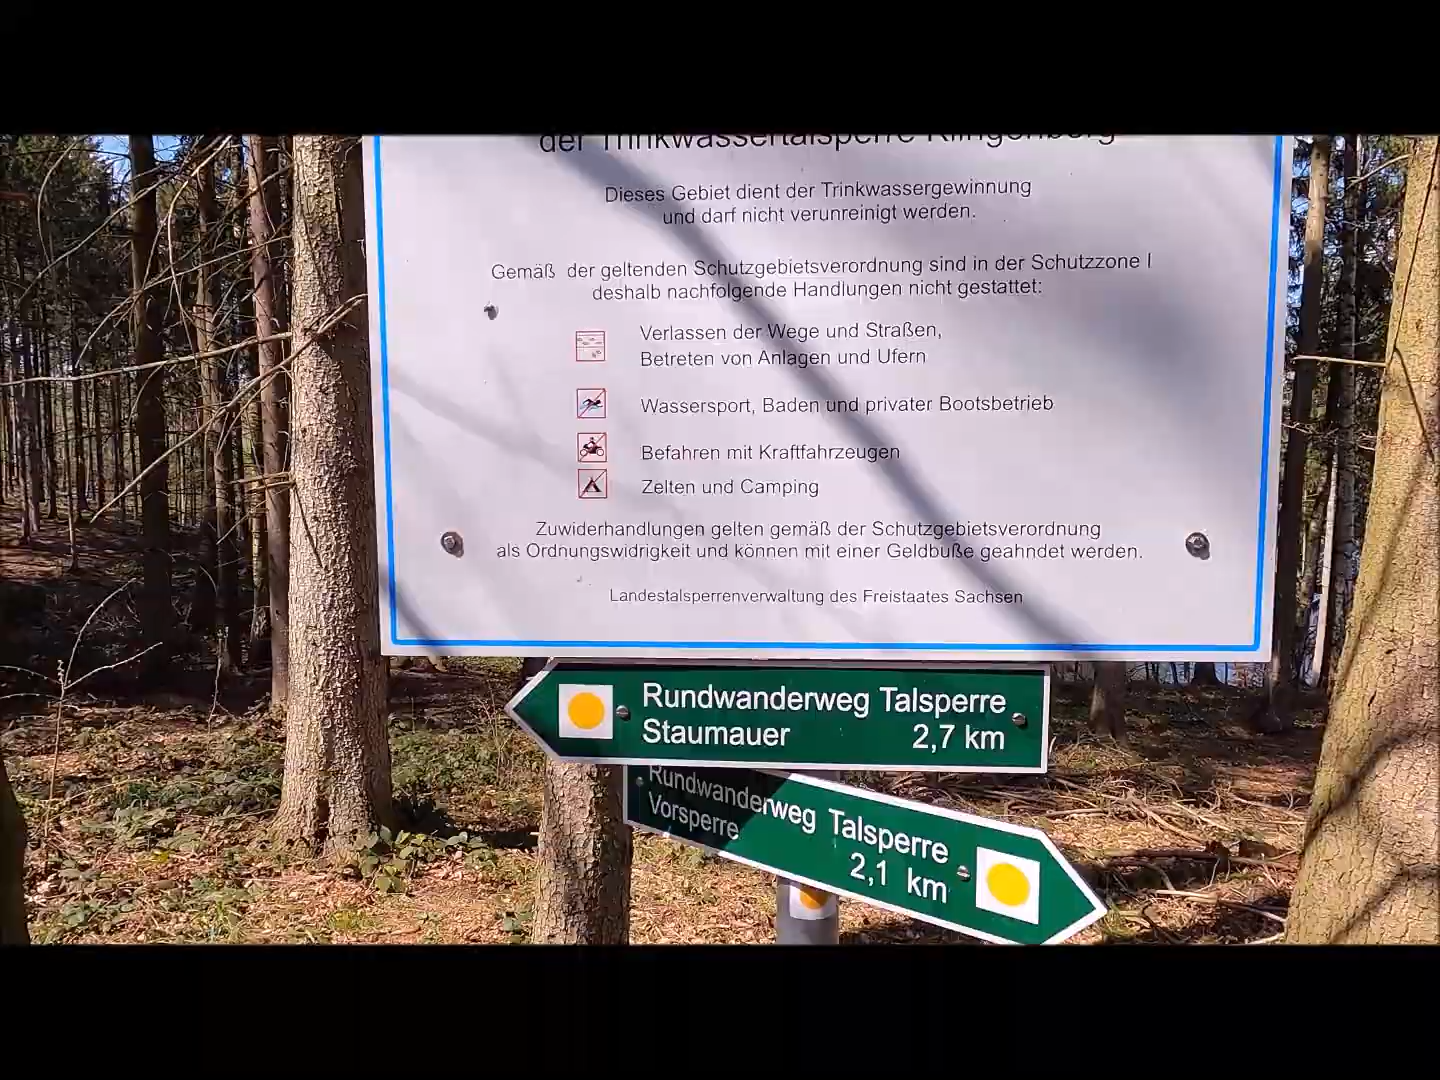 der Trinkwassertalsperre Klingenberg
Dieses Gebiet dient der Trinkwassergewinnung
und darf nicht verunreinigt werden.
Gemäß der geltenden Schutzgebietsverordnung sind in der Schutzzone I
deshalb nachfolgende Handlungen nicht gestattet:
Verlassen der Wege und Straßen,
Betreten von Anlagen und Ufern
Wassersport, Baden und privater Bootsbetrieb
Befahren mit Kraftfahrzeugen
Zelten und Camping
Zuwiderhandlungen gelten gemäß der Schutzgebietsverordnung
als Ordnungswidrigkeit und können mit einer Geldbuße geahndet werden.
Landestalsperrenverwaltung des Freistaates Sachsen
Rundwanderweg Talsperre
Staumauer 2,7 km
Rundwanderweg Talsperre
Vorsperre 2,1 km